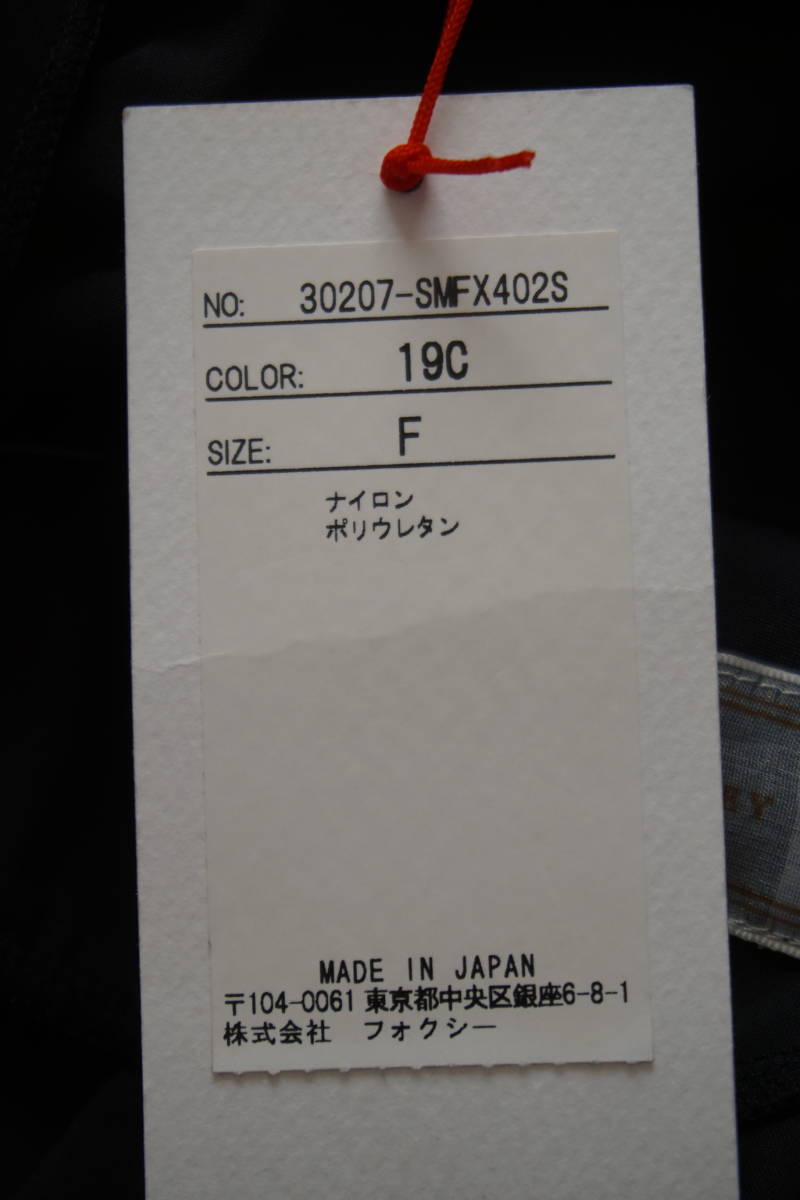 NO: 30207-SMFX402S
COLOR: 19C
SIZE: F
ナイロン
ポリウレタン
MADE IN JAPAN
〒104-0061 東京都中央区銀座6-8-1
株式会社 フォクシー
EY